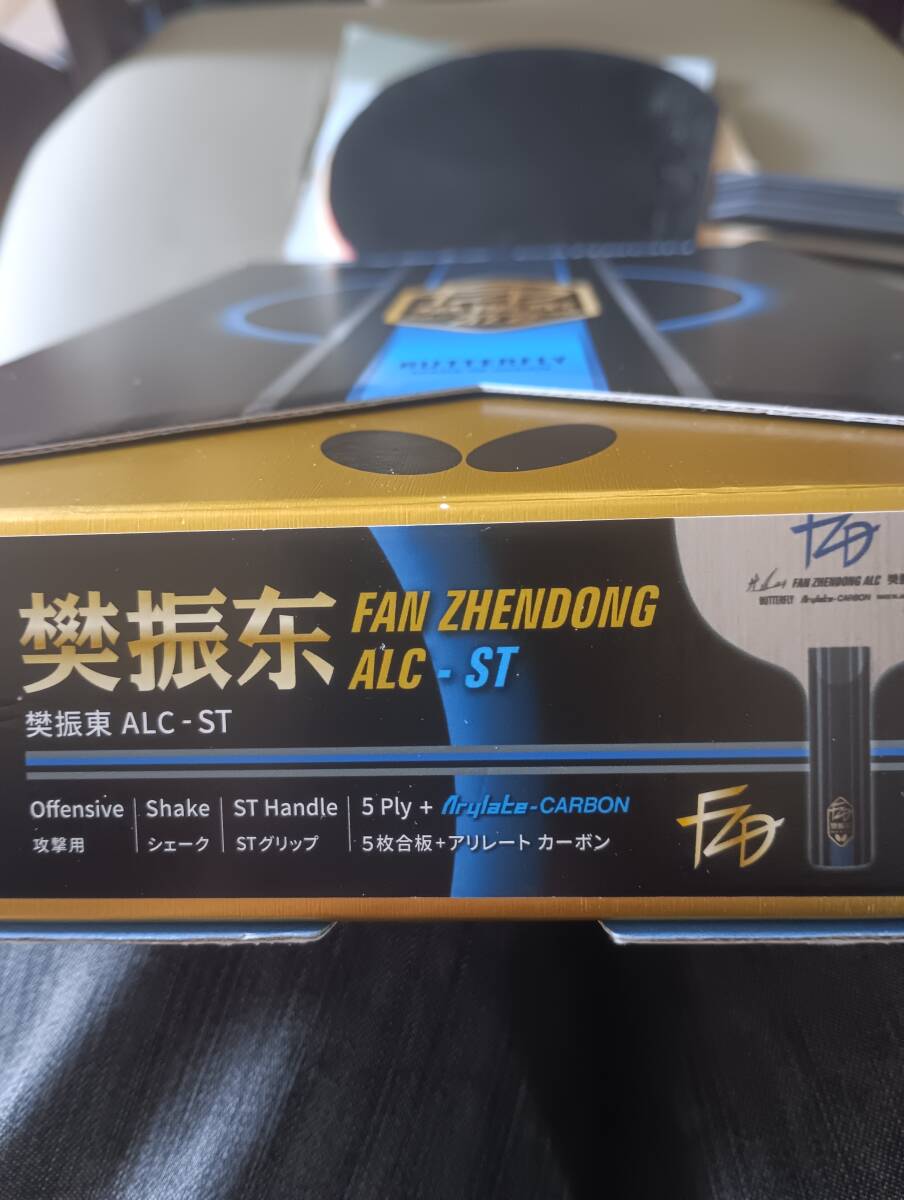 BUTTERFLY
FZD
FAN ZHENDONG ALC 樊振
BUTTERFLY Arylate-CARBON
樊振东 FAN ZHENDONG
ALC - ST
樊振東 ALC - ST
Offensive Shake ST Handle 5 Ply + Arylate-CARBON
攻撃用 シェーク STグリップ 5枚合板+アリレート カーボン
FZD